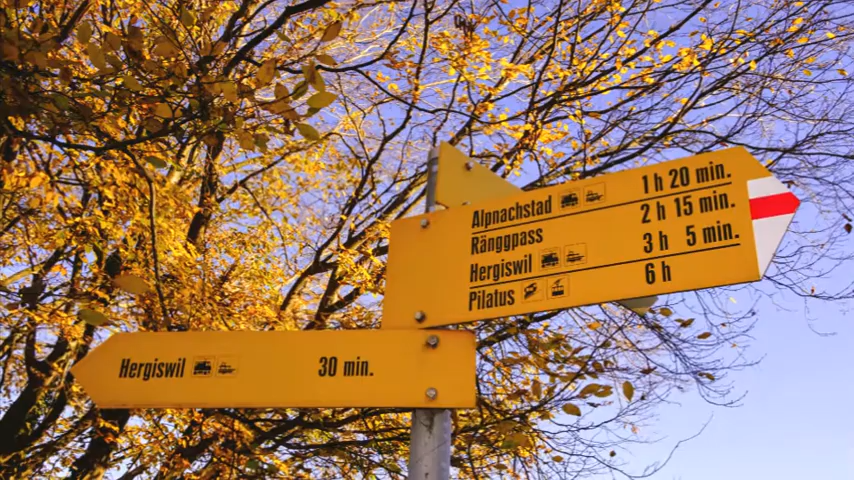 Alpnachstad 1 h 20 min.
Ränggpass 2 h 15 min.
Hergiswil 3 h 5 min.
Pilatus 6 h
Hergiswil 30 min.